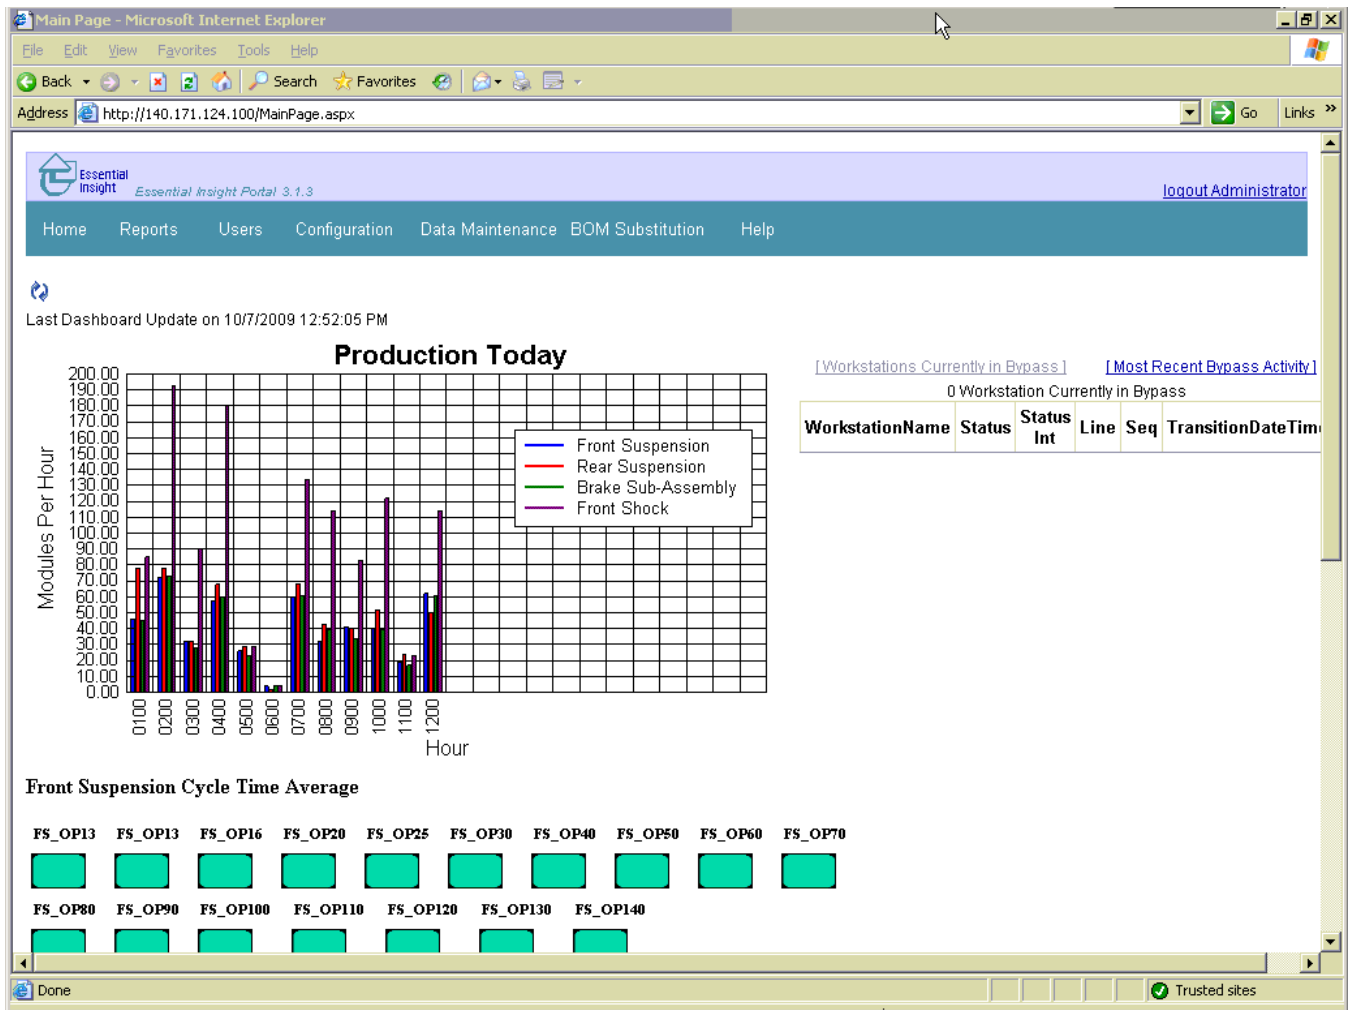 Main Page - Microsoft Internet Explorer
File Edit View Favorites Tools Help
Back Search Favorites
Address http://140.171.124.100/MainPage.aspx Go Links »
Essential
Insight Essential Insight Portal 3.1.3
logout Administrator
Home Reports Users Configuration Data Maintenance BOM Substitution Help
Last Dashboard Update on 10/7/2009 12:52:05 PM
Production Today
200.00
190.00
180.00
170.00
160.00
150.00
140.00
130.00
120.00
110.00
100.00
90.00
80.00
70.00
60.00
50.00
40.00
30.00
20.00
10.00
0.00
Modules Per Hour
Front Suspension
Rear Suspension
Brake Sub-Assembly
Front Shock
0100 0200 0300 0400 0500 0600 0700 0800 0900 1000 1100 1200
Hour
[ Workstations Currently in Bypass ] [ Most Recent Bypass Activity ]
0 Workstation Currently in Bypass
WorkstationName Status Status Int Line Seq TransitionDateTim
Front Suspension Cycle Time Average
FS_OP13 FS_OP13 FS_OP16 FS_OP20 FS_OP25 FS_OP30 FS_OP40 FS_OP50 FS_OP60 FS_OP70
FS_OP80 FS_OP90 FS_OP100 FS_OP110 FS_OP120 FS_OP130 FS_OP140
Done Trusted sites